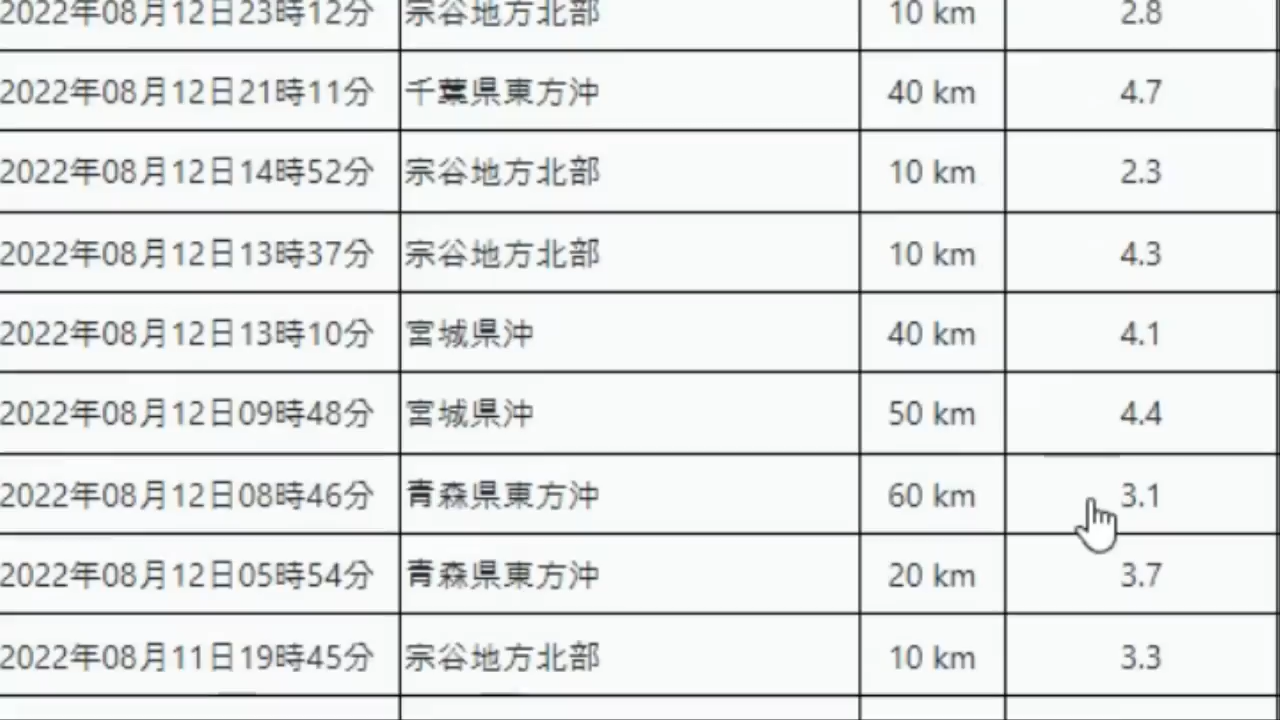 2022年08月12日23時12分 宗谷地方北部 10 km 2.8
2022年08月12日21時11分 千葉県東方沖 40 km 4.7
2022年08月12日14時52分 宗谷地方北部 10 km 2.3
2022年08月12日13時37分 宗谷地方北部 10 km 4.3
2022年08月12日13時10分 宮城県沖 40 km 4.1
2022年08月12日09時48分 宮城県沖 50 km 4.4
2022年08月12日08時46分 青森県東方沖 60 km 3.1
2022年08月12日05時54分 青森県東方沖 20 km 3.7
2022年08月11日19時45分 宗谷地方北部 10 km 3.3